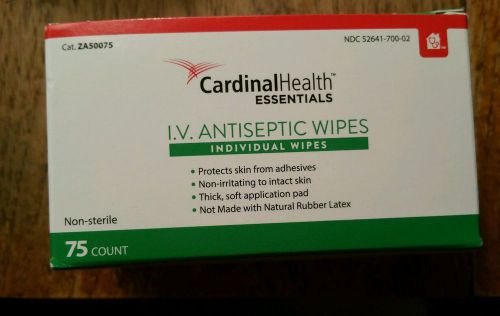 Cat. ZA50075
NDC 52641-700-02
CardinalHealth™
ESSENTIALS
I.V. ANTISEPTIC WIPES
INDIVIDUAL WIPES
• Protects skin from adhesives
• Non-irritating to intact skin
• Thick, soft application pad
• Not Made with Natural Rubber Latex
Non-sterile
75 COUNT